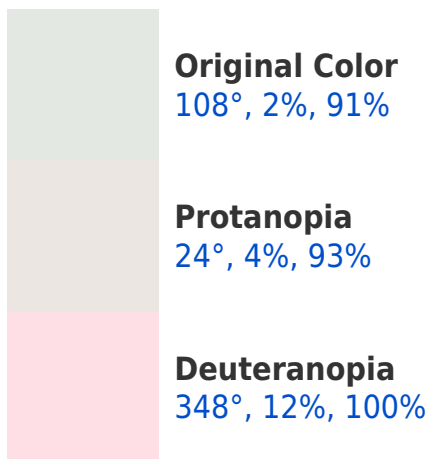 Original Color
108°, 2%, 91%
Protanopia
24°, 4%, 93%
Deuteranopia
348°, 12%, 100%